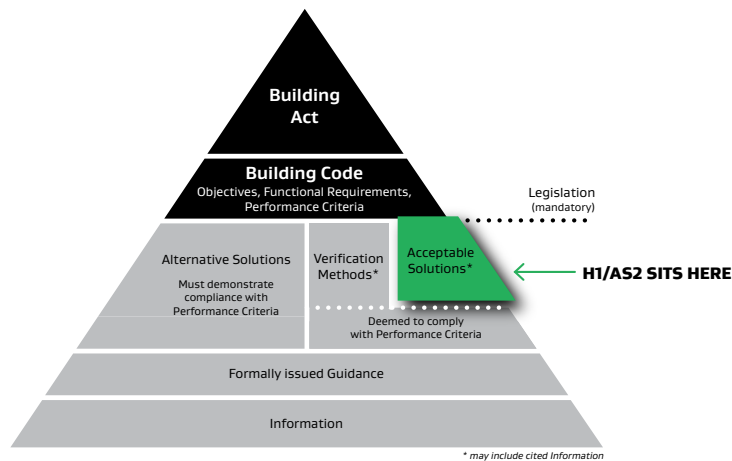 Building
Act
Building Code
Objectives, Functional Requirements,
Performance Criteria
Legislation
(mandatory)
Alternative Solutions
Must demonstrate
compliance with
Performance Criteria
Verification
Methods*
Acceptable
Solutions*
H1/AS2 SITS HERE
Deemed to comply
with Performance Criteria
Formally issued Guidance
Information
* may include cited Information